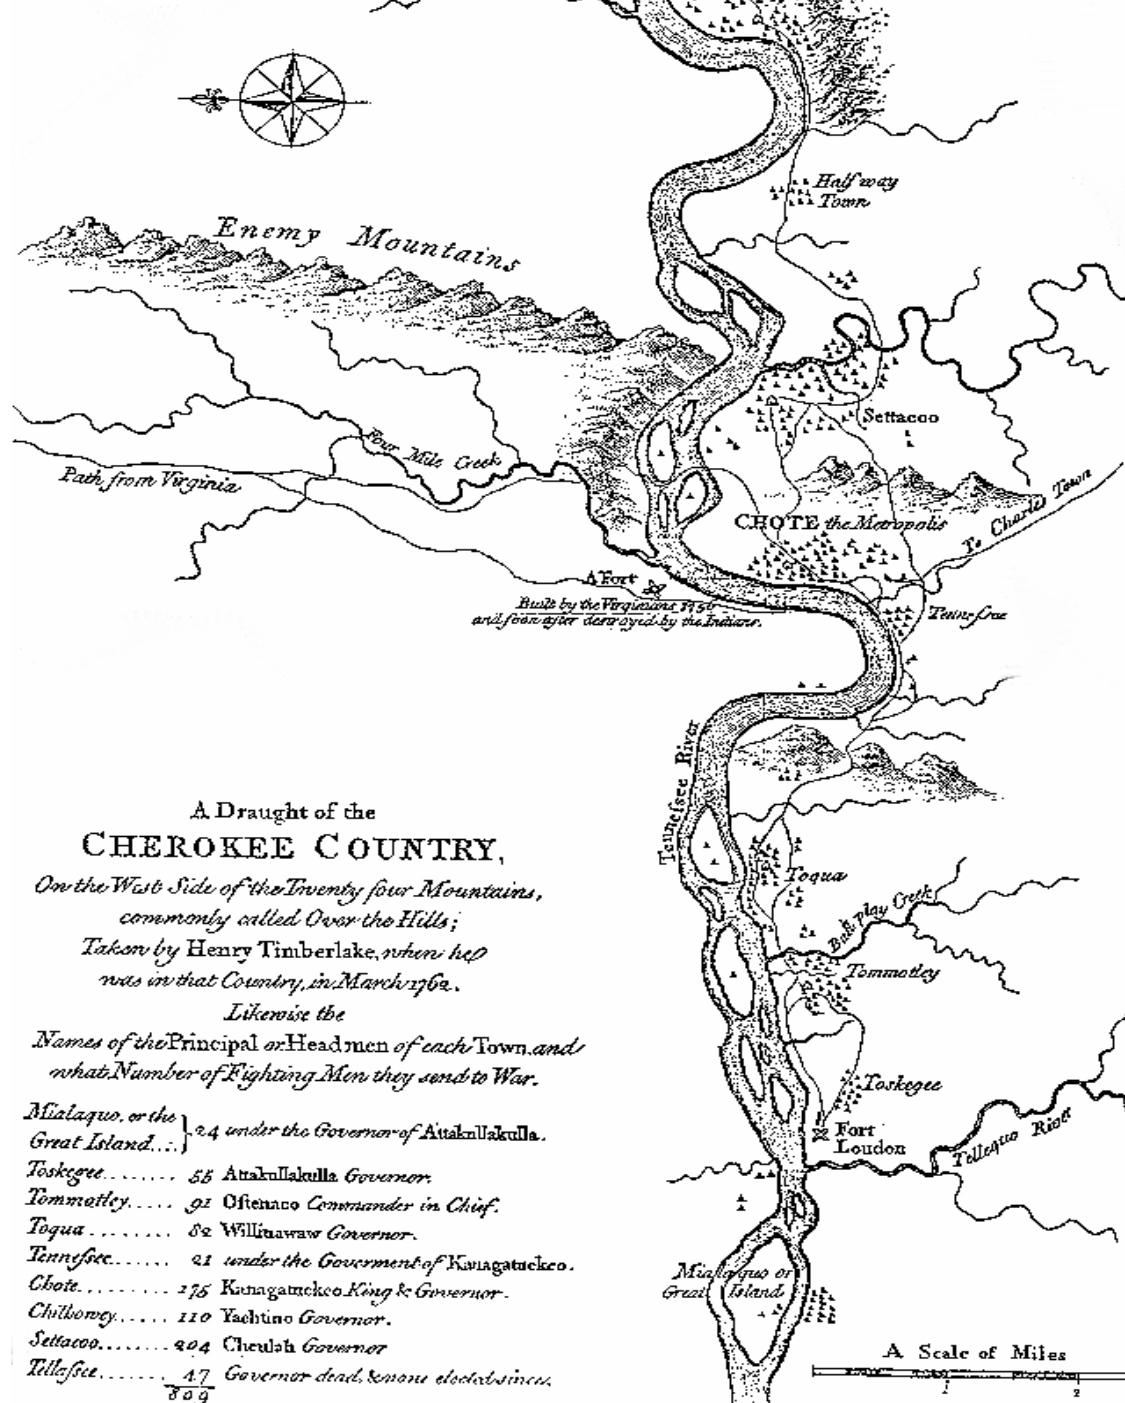 Half way
Town
Enemy Mountains
Settacoo
Four Mile Creek
Path from Virginia
CHOTE the Metropolis
To Charles Town
A Fort
Built by the Virginians 1756
and soon after destroyed by the Indians.
Tennessee
Tennessee River
Toqua
Bull play Creek
Tommotley
Toskegee
Fort
Loudon
Tellequo River
Mialaquo or
Great Island
A Draught of the
CHEROKEE COUNTRY,
On the West Side of the Twenty four Mountains,
commonly called Over the Hills;
Taken by Henry Timberlake, when he
was in that Country, in March 1762.
Likewise the
Names of the Principal or Headmen of each Town, and
what Number of Fighting Men they send to War.
Mialaquo, or the
Great Island... } 24 under the Governor of Attakullakulla.
Toskegee........ 55 Attakullakulla Governor.
Tommotley..... 91 Ostenaco Commander in Chief.
Toqua......... 82 Willinawaw Governor.
Tennessee....... 21 under the Goverment of Kanagatuckco.
Chote.......... 175 Kanagatuckco King & Governor.
Chilhowey...... 110 Yachtino Governor.
Settacoo........ 204 Cheulah Governor
Tellassee....... 47 Governor dead, & none elected since.
809
A Scale of Miles
1 2